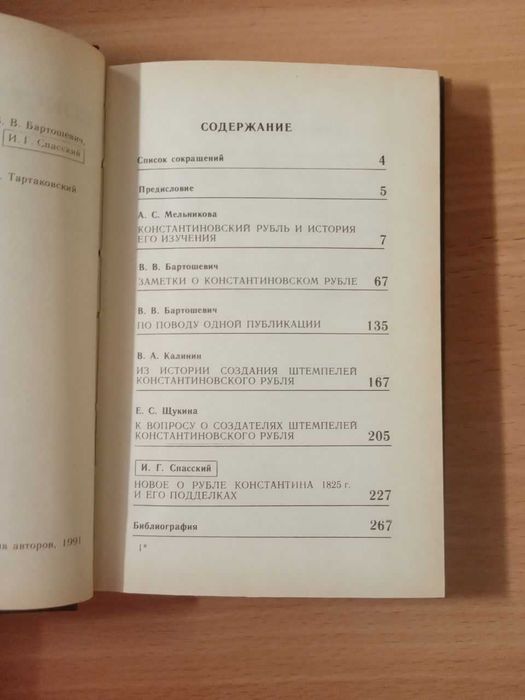 В. Бартошевич,
И. Г. Спасский
Тартаковский
авторов, 1991
СОДЕРЖАНИЕ
Список сокращений 4
Предисловие 5
А. С. Мельникова
КОНСТАНТИНОВСКИЙ РУБЛЬ И ИСТОРИЯ
ЕГО ИЗУЧЕНИЯ 7
В. В. Бартошевич
ЗАМЕТКИ О КОНСТАНТИНОВСКОМ РУБЛЕ 67
В. В. Бартошевич
ПО ПОВОДУ ОДНОЙ ПУБЛИКАЦИИ 135
В. А. Калинин
ИЗ ИСТОРИИ СОЗДАНИЯ ШТЕМПЕЛЕЙ
КОНСТАНТИНОВСКОГО РУБЛЯ 167
Е. С. Щукина
К ВОПРОСУ О СОЗДАТЕЛЯХ ШТЕМПЕЛЕЙ
КОНСТАНТИНОВСКОГО РУБЛЯ 205
И. Г. Спасский
НОВОЕ О РУБЛЕ КОНСТАНТИНА 1825 г.
И ЕГО ПОДДЕЛКАХ 227
Библиография 267
1*